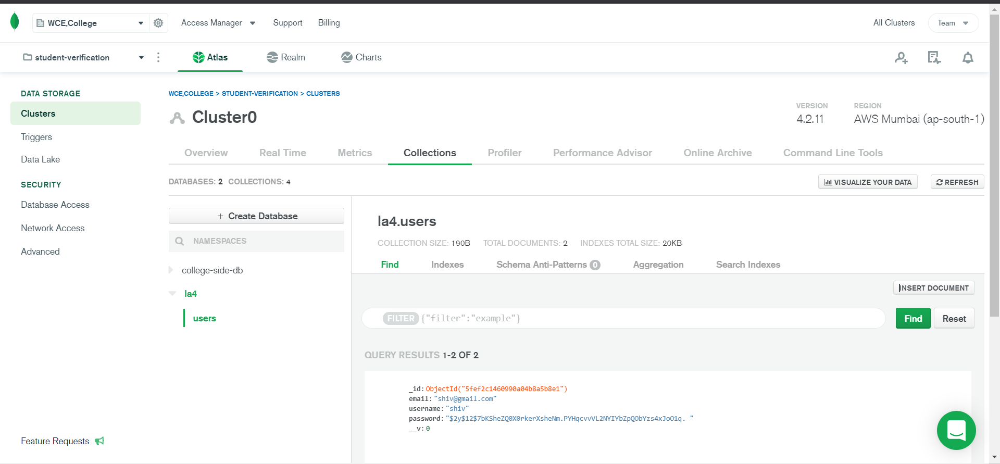 WCE,College
Access Manager
Support
Billing
All Clusters
Team
student-verification
Atlas
Realm
Charts
DATA STORAGE
Clusters
Triggers
Data Lake
SECURITY
Database Access
Network Access
Advanced
Feature Requests
WCE,COLLEGE > STUDENT-VERIFICATION > CLUSTERS
Cluster0
VERSION
4.2.11
REGION
AWS Mumbai (ap-south-1)
Overview
Real Time
Metrics
Collections
Profiler
Performance Advisor
Online Archive
Command Line Tools
DATABASES: 2 COLLECTIONS: 4
VISUALIZE YOUR DATA
REFRESH
+ Create Database
NAMESPACES
college-side-db
la4
users
la4.users
COLLECTION SIZE: 190B TOTAL DOCUMENTS: 2 INDEXES TOTAL SIZE: 20KB
Find
Indexes
Schema Anti-Patterns 0
Aggregation
Search Indexes
INSERT DOCUMENT
FILTER {"filter":"example"}
Find
Reset
QUERY RESULTS 1-2 OF 2
_id: ObjectId("5fef2c1460990a04b8a5b8e1")
email: "shiv@gmail.com"
username: "shiv"
password: "$2y$12$7bKSheZQ0X0rkerXsheNm.PYHqcvvVL2NYIYbZpQObYzs4xJoO1q. "
__v: 0